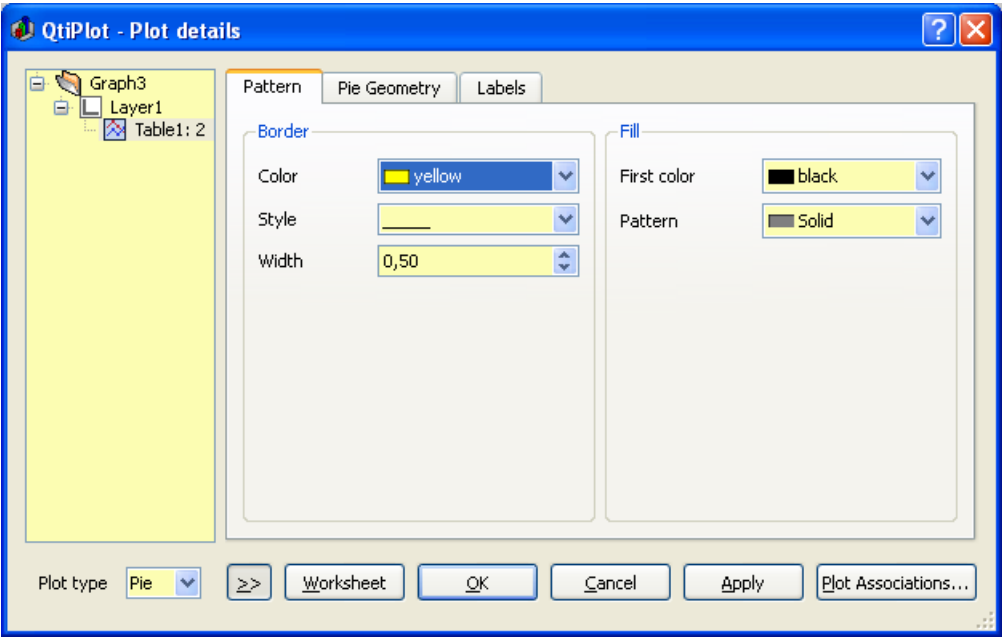 QtiPlot - Plot details
Graph3
Layer1
Table1: 2
Pattern Pie Geometry Labels
Border
Color yellow
Style
Width 0,50
Fill
First color black
Pattern Solid
Plot type Pie >> Worksheet OK Cancel Apply Plot Associations...